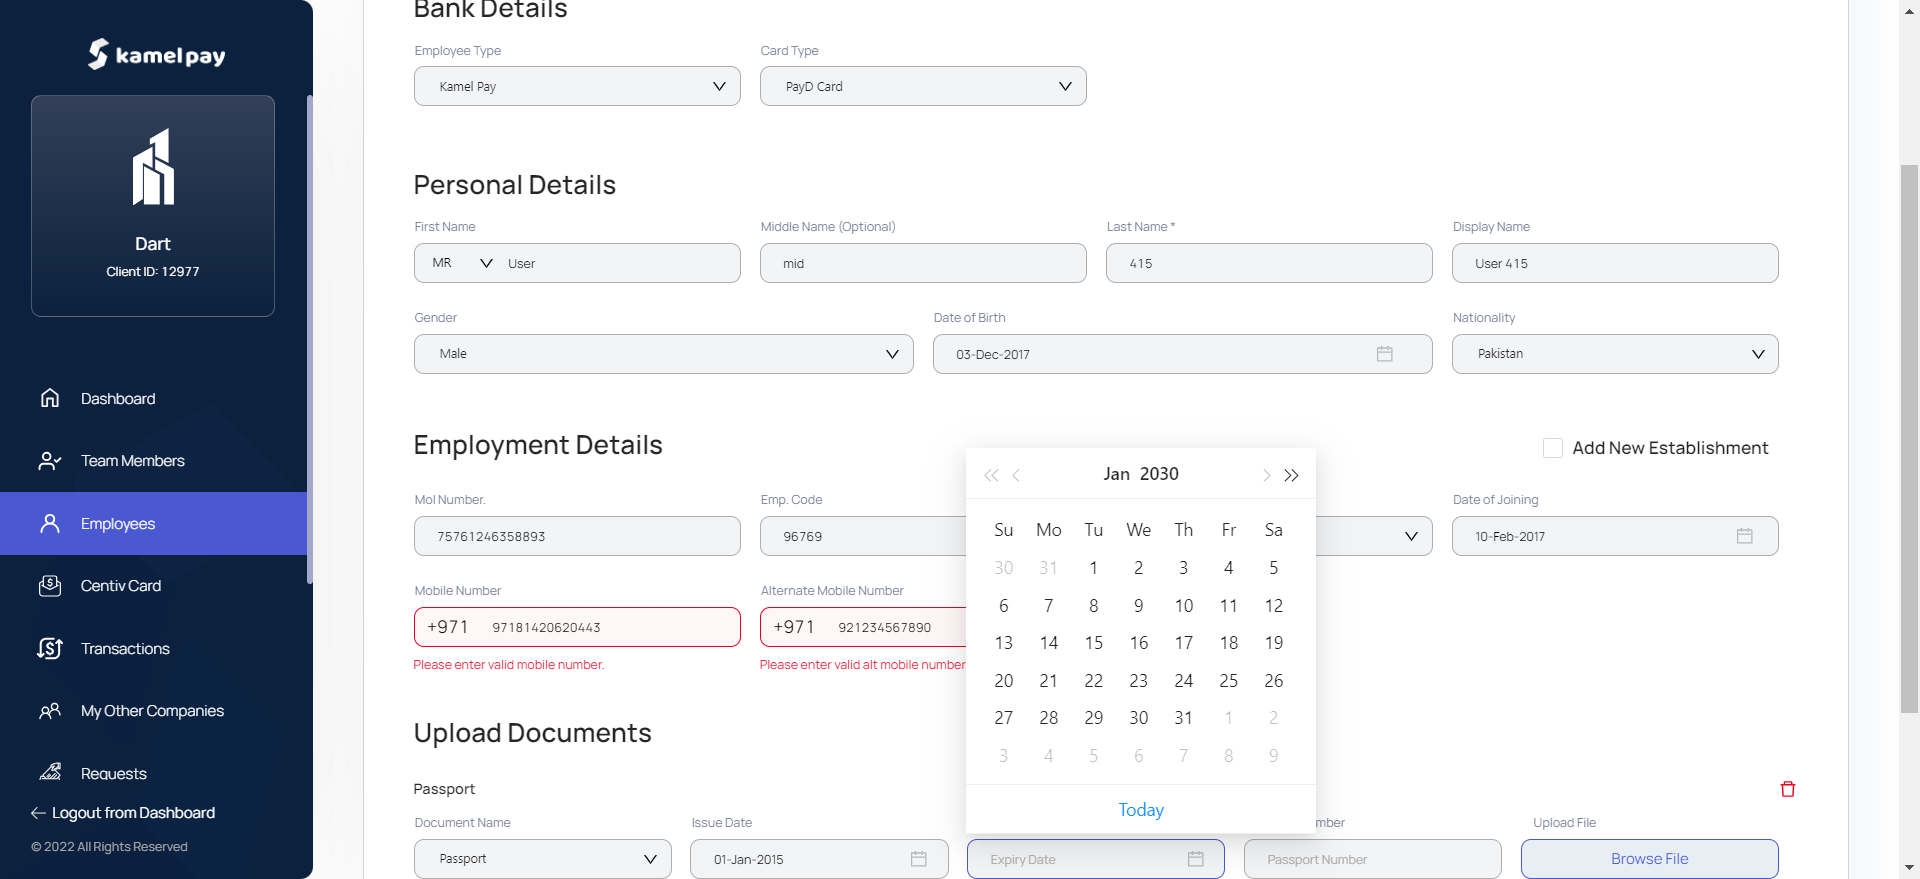 kamelpay
Dart
Client ID: 12977
Dashboard
Team Members
Employees
Centiv Card
Transactions
My Other Companies
Requests
Logout from Dashboard
© 2022 All Rights Reserved
Bank Details
Employee Type
Card Type
Kamel Pay
PayD Card
Personal Details
First Name
Middle Name (Optional)
Last Name *
Display Name
MR User
mid
415
User 415
Gender
Date of Birth
Nationality
Male
03-Dec-2017
Pakistan
Employment Details
Add New Establishment
Mol Number.
Emp. Code
Date of Joining
75761246358893
96769
10-Feb-2017
Mobile Number
Alternate Mobile Number
+971 97181420620443
+971 921234567890
Please enter valid mobile number.
Please enter valid alt mobile number
Jan 2030
Su Mo Tu We Th Fr Sa
30 31 1 2 3 4 5
6 7 8 9 10 11 12
13 14 15 16 17 18 19
20 21 22 23 24 25 26
27 28 29 30 31 1 2
3 4 5 6 7 8 9
Today
Upload Documents
Passport
Document Name
Issue Date
mber
Upload File
Passport
01-Jan-2015
Expiry Date
Passport Number
Browse File